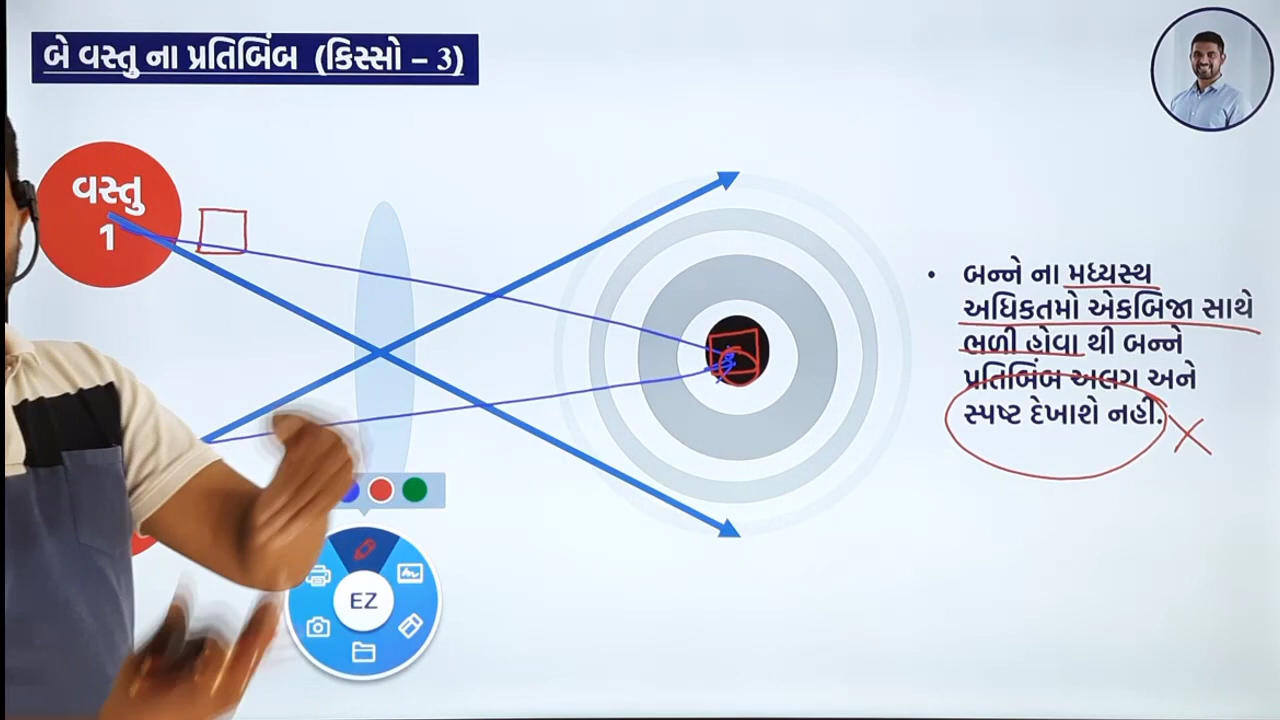 બે વસ્તુ ના પ્રતિબિંબ (કિસ્સો – 3)
વસ્તુ
1
• બન્ને ના મધ્યસ્થ
અધિકતમો એકબિજા સાથે
ભળી હોવા થી બન્ને
પ્રતિબિંબ અલગ અને
સ્પષ્ટ દેખાશે નહી.
EZ